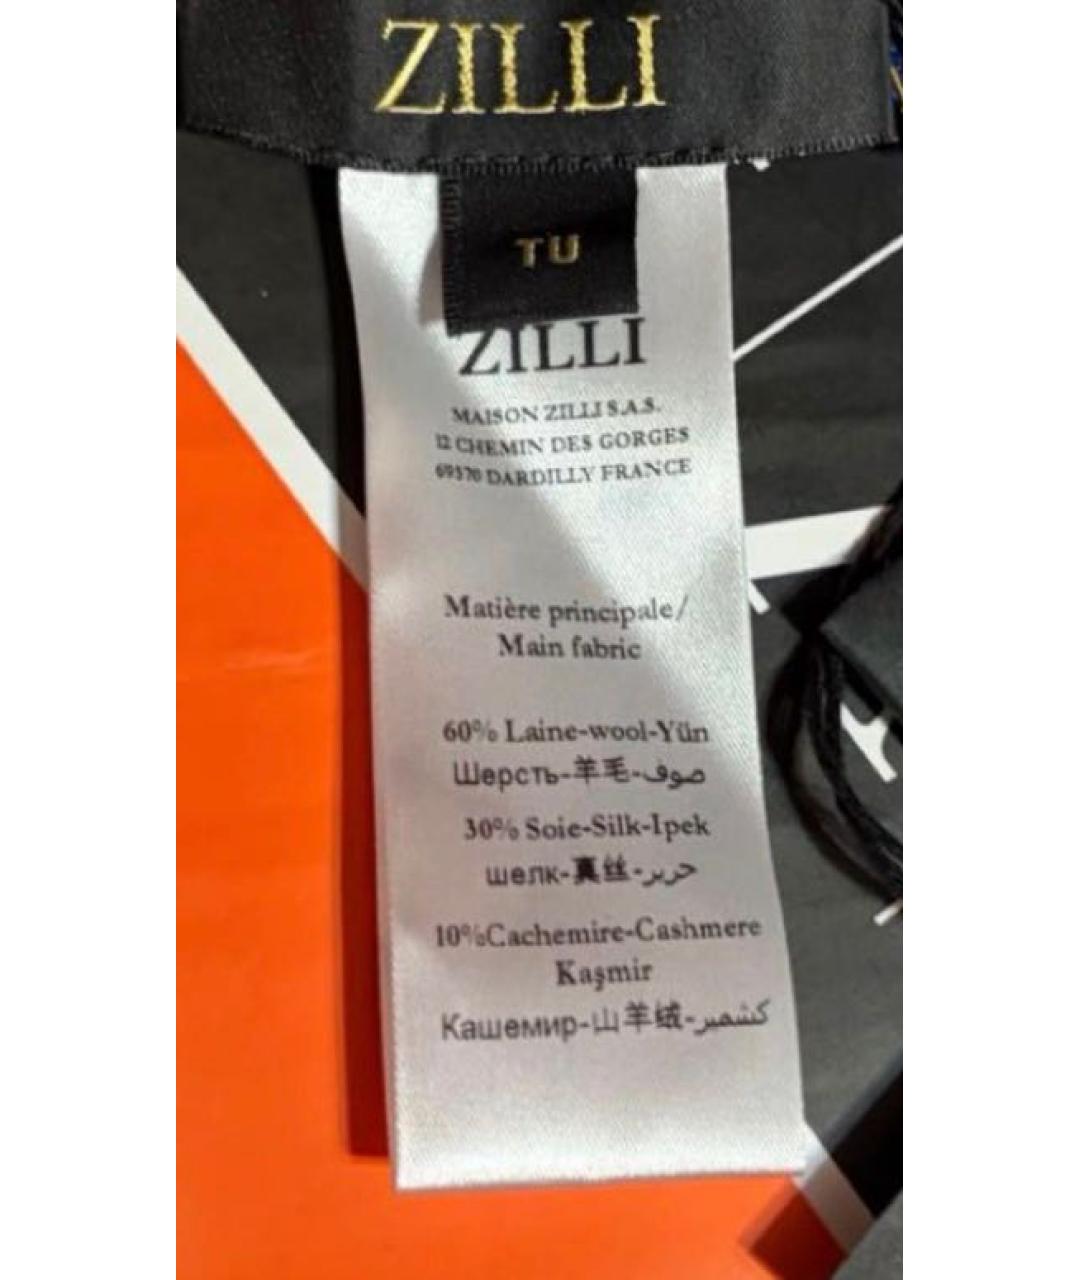 ZILLI
TU
ZILLI
MAISON ZILLI S.A.S.
12 CHEMIN DES GORGES
69570 DARDILLY FRANCE
Matière principale/
Main fabric
60% Laine-wool-Yün
Шерсть-羊毛-صوف
30% Soie-Silk-Ipek
шелк-真丝-حرير
10%Cachemire-Cashmere
Kaşmir
Кашемир-山羊绒-كشمير